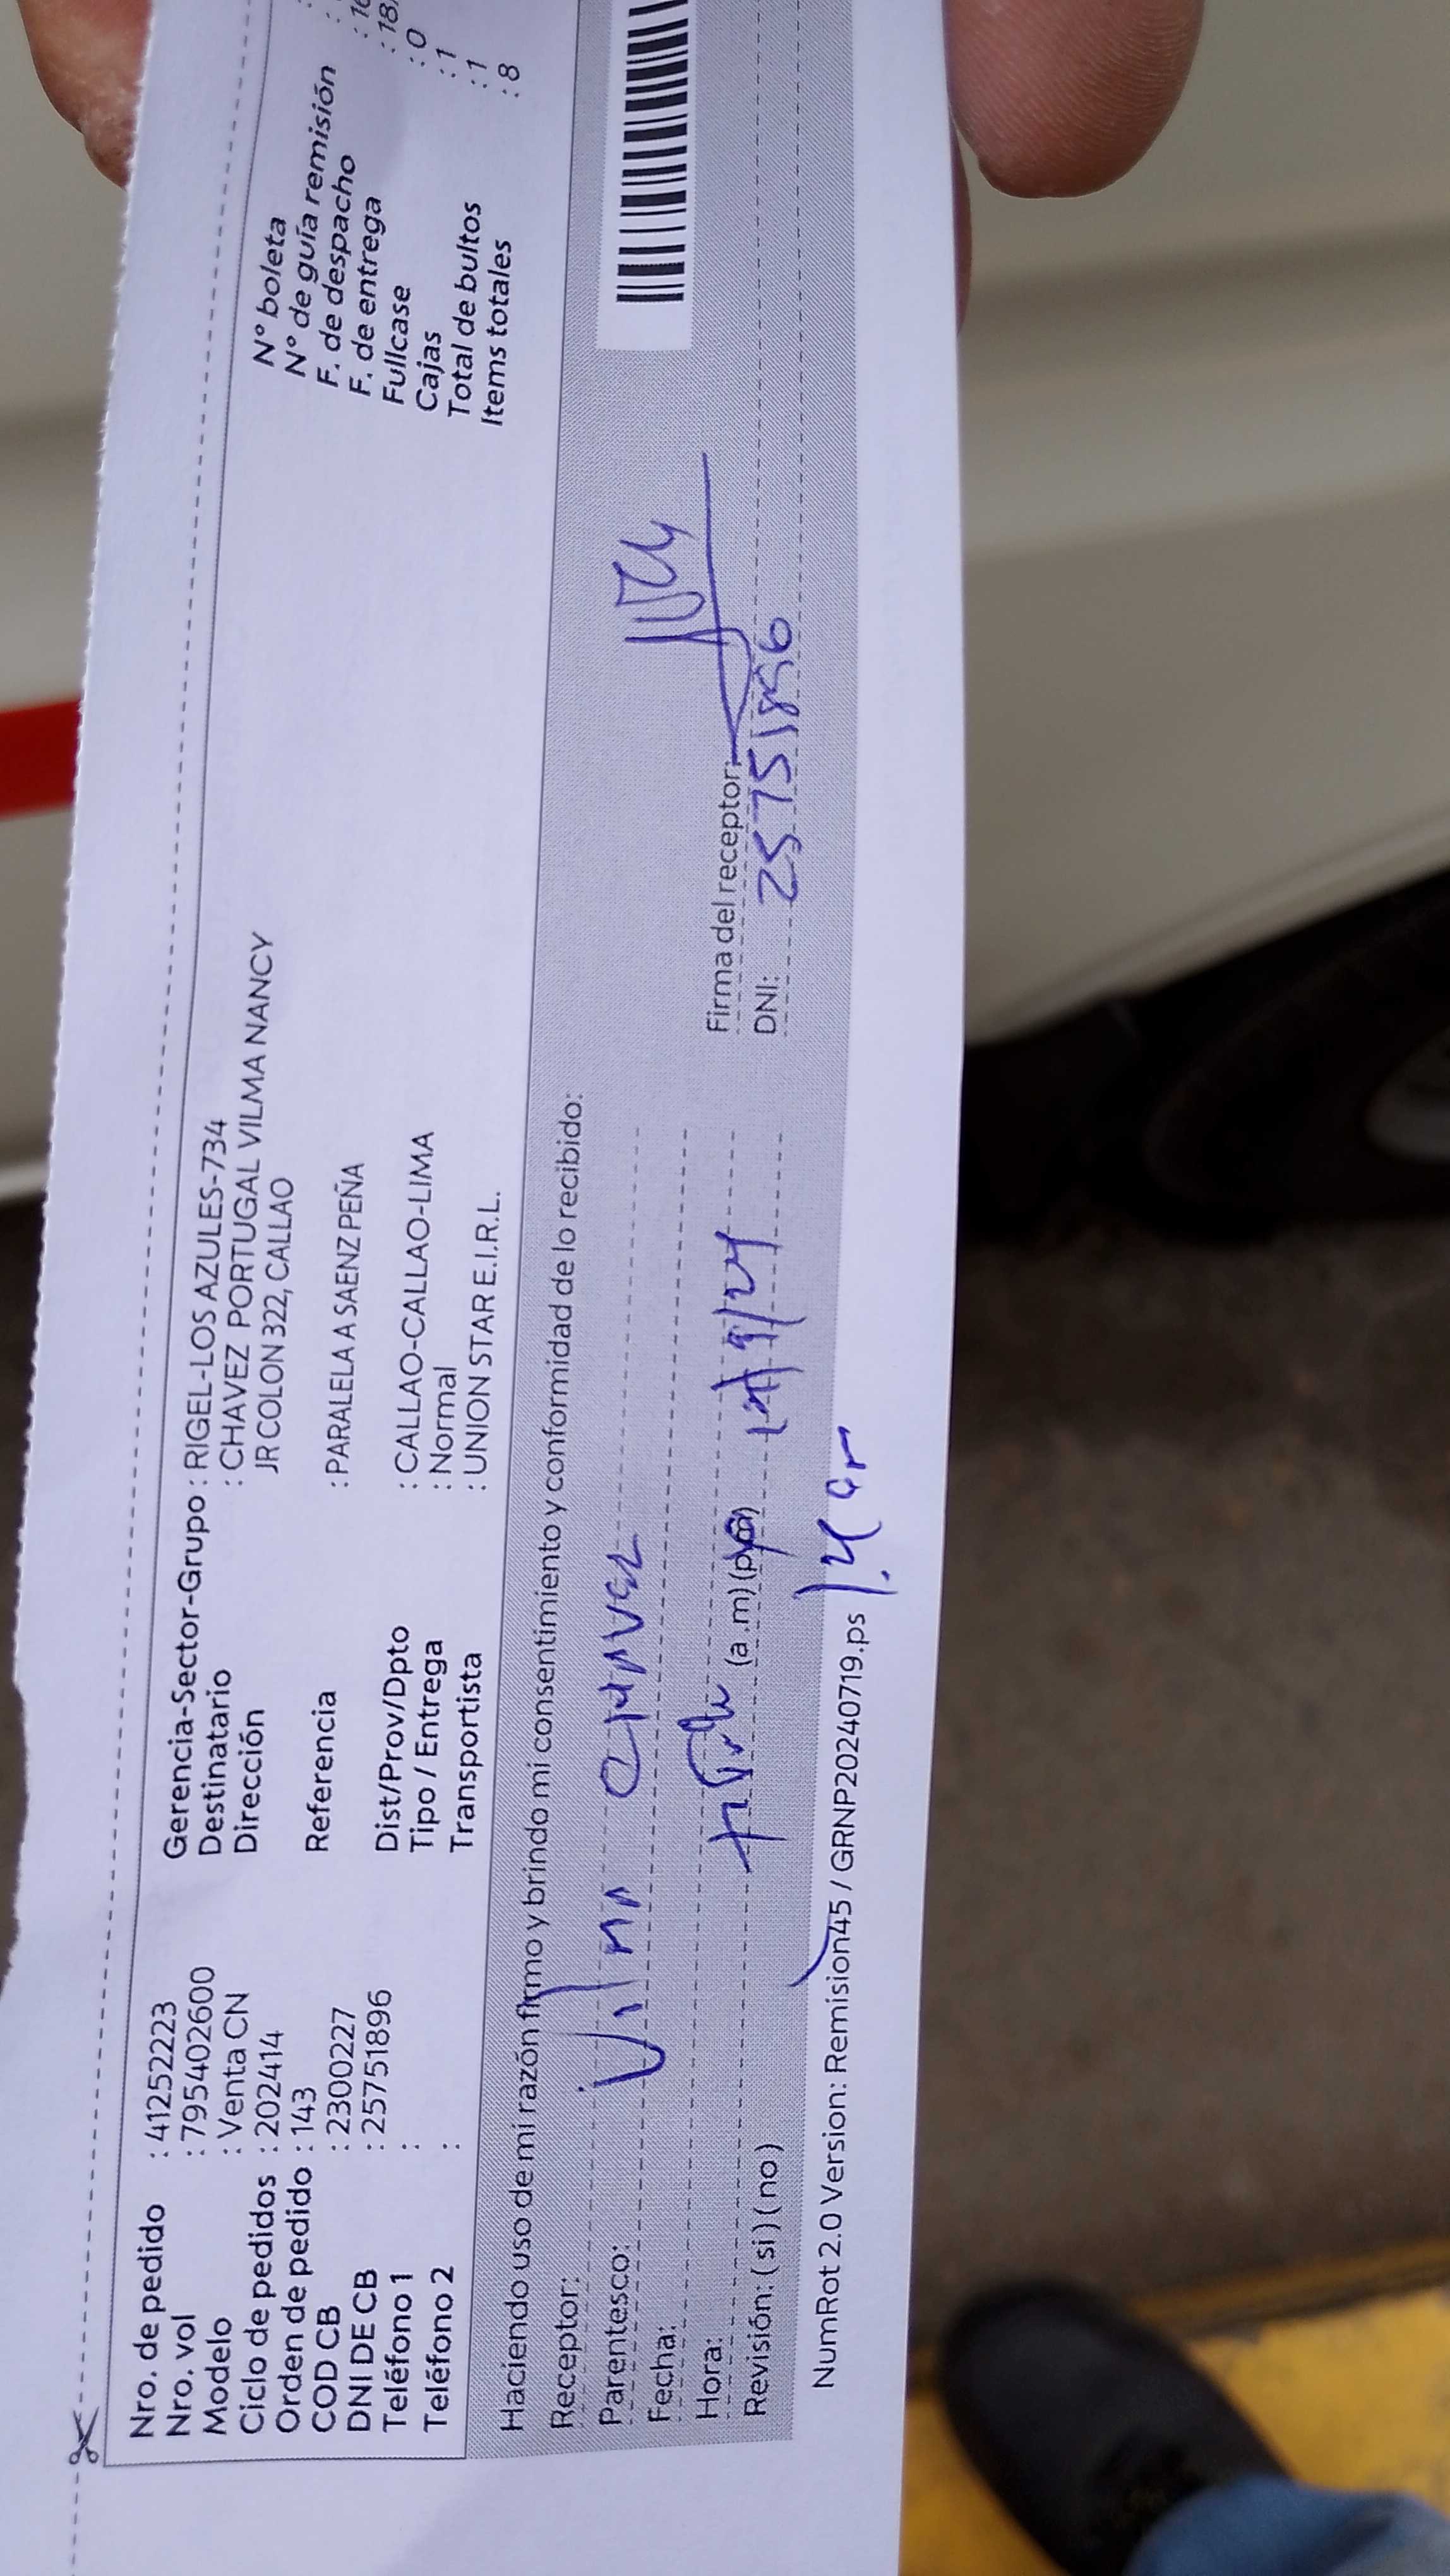 Nro. de pedido : 41252223
Nro. vol : 795402600
Modelo : Venta CN
Ciclo de pedidos : 202414
Orden de pedido : 143
COD CB : 2300227
DNI DE CB : 25751896
Teléfono 1 :
Teléfono 2 :
Gerencia-Sector-Grupo : RIGEL-LOS AZULES-734
Destinatario : CHAVEZ PORTUGAL VILMA NANCY
Dirección JR COLON 322, CALLAO
Referencia : PARALELA A SAENZ PEÑA
Dist/Prov/Dpto : CALLAO-CALLAO-LIMA
Tipo / Entrega : Normal
Transportista : UNION STAR E.I.R.L.
N° boleta :
N° de guía remisión :
F. de despacho
F. de entrega
Fullcase : 0
Cajas : 1
Total de bultos : 1
Items totales : 8
Haciendo uso de mi razón firmo y brindo mi consentimiento y conformidad de lo recibido:
Receptor: Vilma CHAVEZ
Parentesco:
Fecha:
Hora: (a.m) (p.m)
Revisión: ( si ) ( no )
Firma del receptor:
DNI: 25751896
NumRot 2.0 Version: Remision45 / GRNP20240719.ps